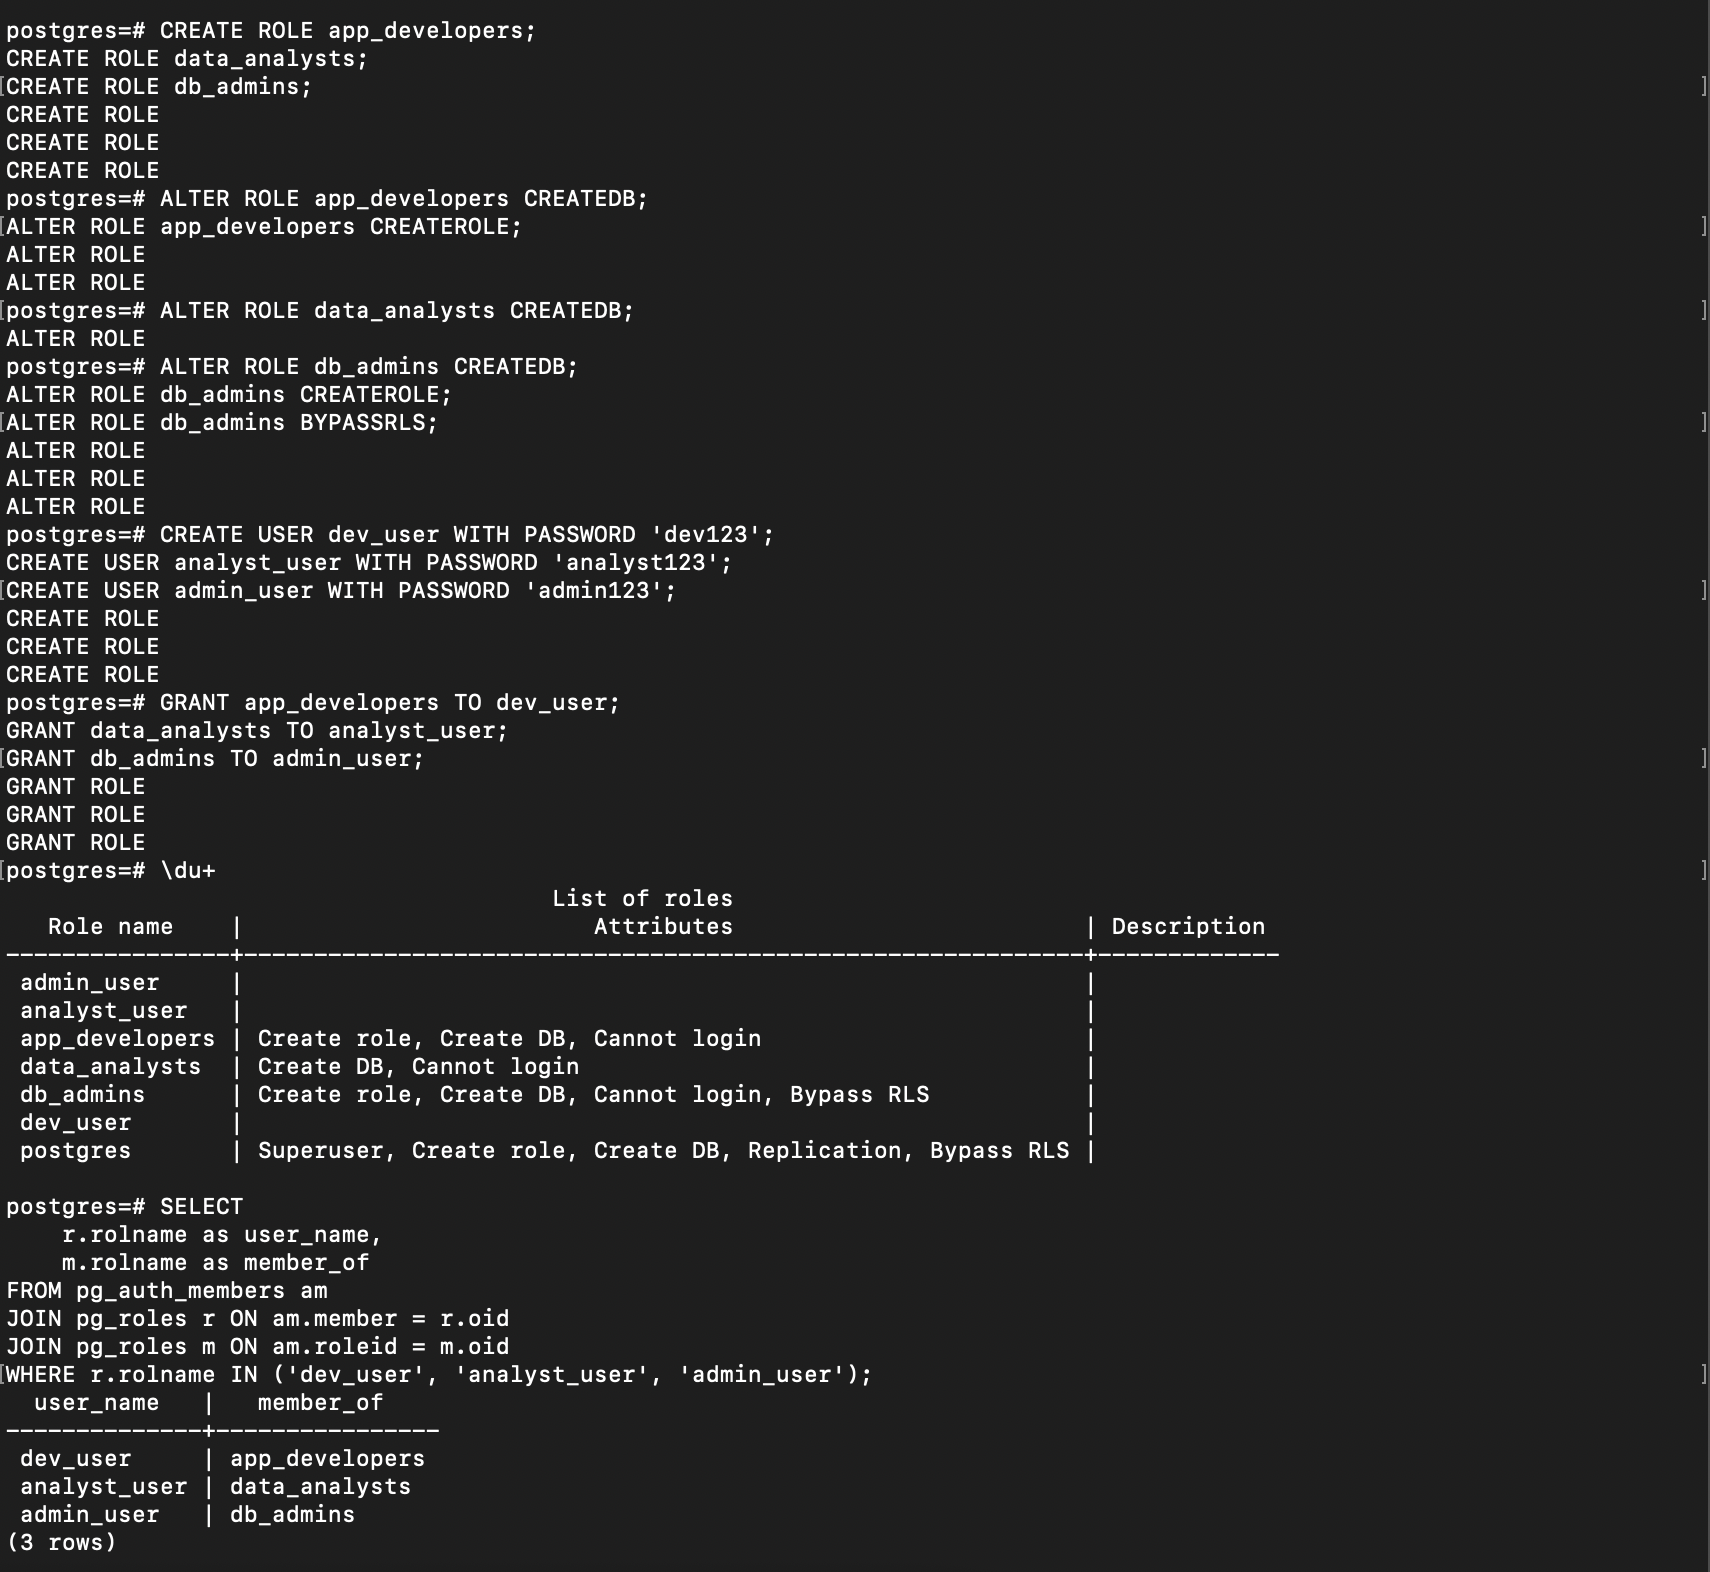 postgres=# CREATE ROLE app_developers;
CREATE ROLE data_analysts;
[CREATE ROLE db_admins; ]
CREATE ROLE
CREATE ROLE
CREATE ROLE
postgres=# ALTER ROLE app_developers CREATEDB;
[ALTER ROLE app_developers CREATEROLE; ]
ALTER ROLE
ALTER ROLE
[postgres=# ALTER ROLE data_analysts CREATEDB; ]
ALTER ROLE
postgres=# ALTER ROLE db_admins CREATEDB;
ALTER ROLE db_admins CREATEROLE;
[ALTER ROLE db_admins BYPASSRLS; ]
ALTER ROLE
ALTER ROLE
ALTER ROLE
postgres=# CREATE USER dev_user WITH PASSWORD 'dev123';
CREATE USER analyst_user WITH PASSWORD 'analyst123';
[CREATE USER admin_user WITH PASSWORD 'admin123'; ]
CREATE ROLE
CREATE ROLE
CREATE ROLE
postgres=# GRANT app_developers TO dev_user;
GRANT data_analysts TO analyst_user;
[GRANT db_admins TO admin_user; ]
GRANT ROLE
GRANT ROLE
GRANT ROLE
[postgres=# \du+ ]
                                       List of roles
   Role name    |                         Attributes                         | Description
----------------+------------------------------------------------------------+-------------
 admin_user     |                                                            |
 analyst_user   |                                                            |
 app_developers | Create role, Create DB, Cannot login                       |
 data_analysts  | Create DB, Cannot login                                    |
 db_admins      | Create role, Create DB, Cannot login, Bypass RLS           |
 dev_user       |                                                            |
 postgres       | Superuser, Create role, Create DB, Replication, Bypass RLS |
postgres=# SELECT
    r.rolname as user_name,
    m.rolname as member_of
FROM pg_auth_members am
JOIN pg_roles r ON am.member = r.oid
JOIN pg_roles m ON am.roleid = m.oid
[WHERE r.rolname IN ('dev_user', 'analyst_user', 'admin_user'); ]
  user_name   |   member_of
--------------+----------------
 dev_user     | app_developers
 analyst_user | data_analysts
 admin_user   | db_admins
(3 rows)